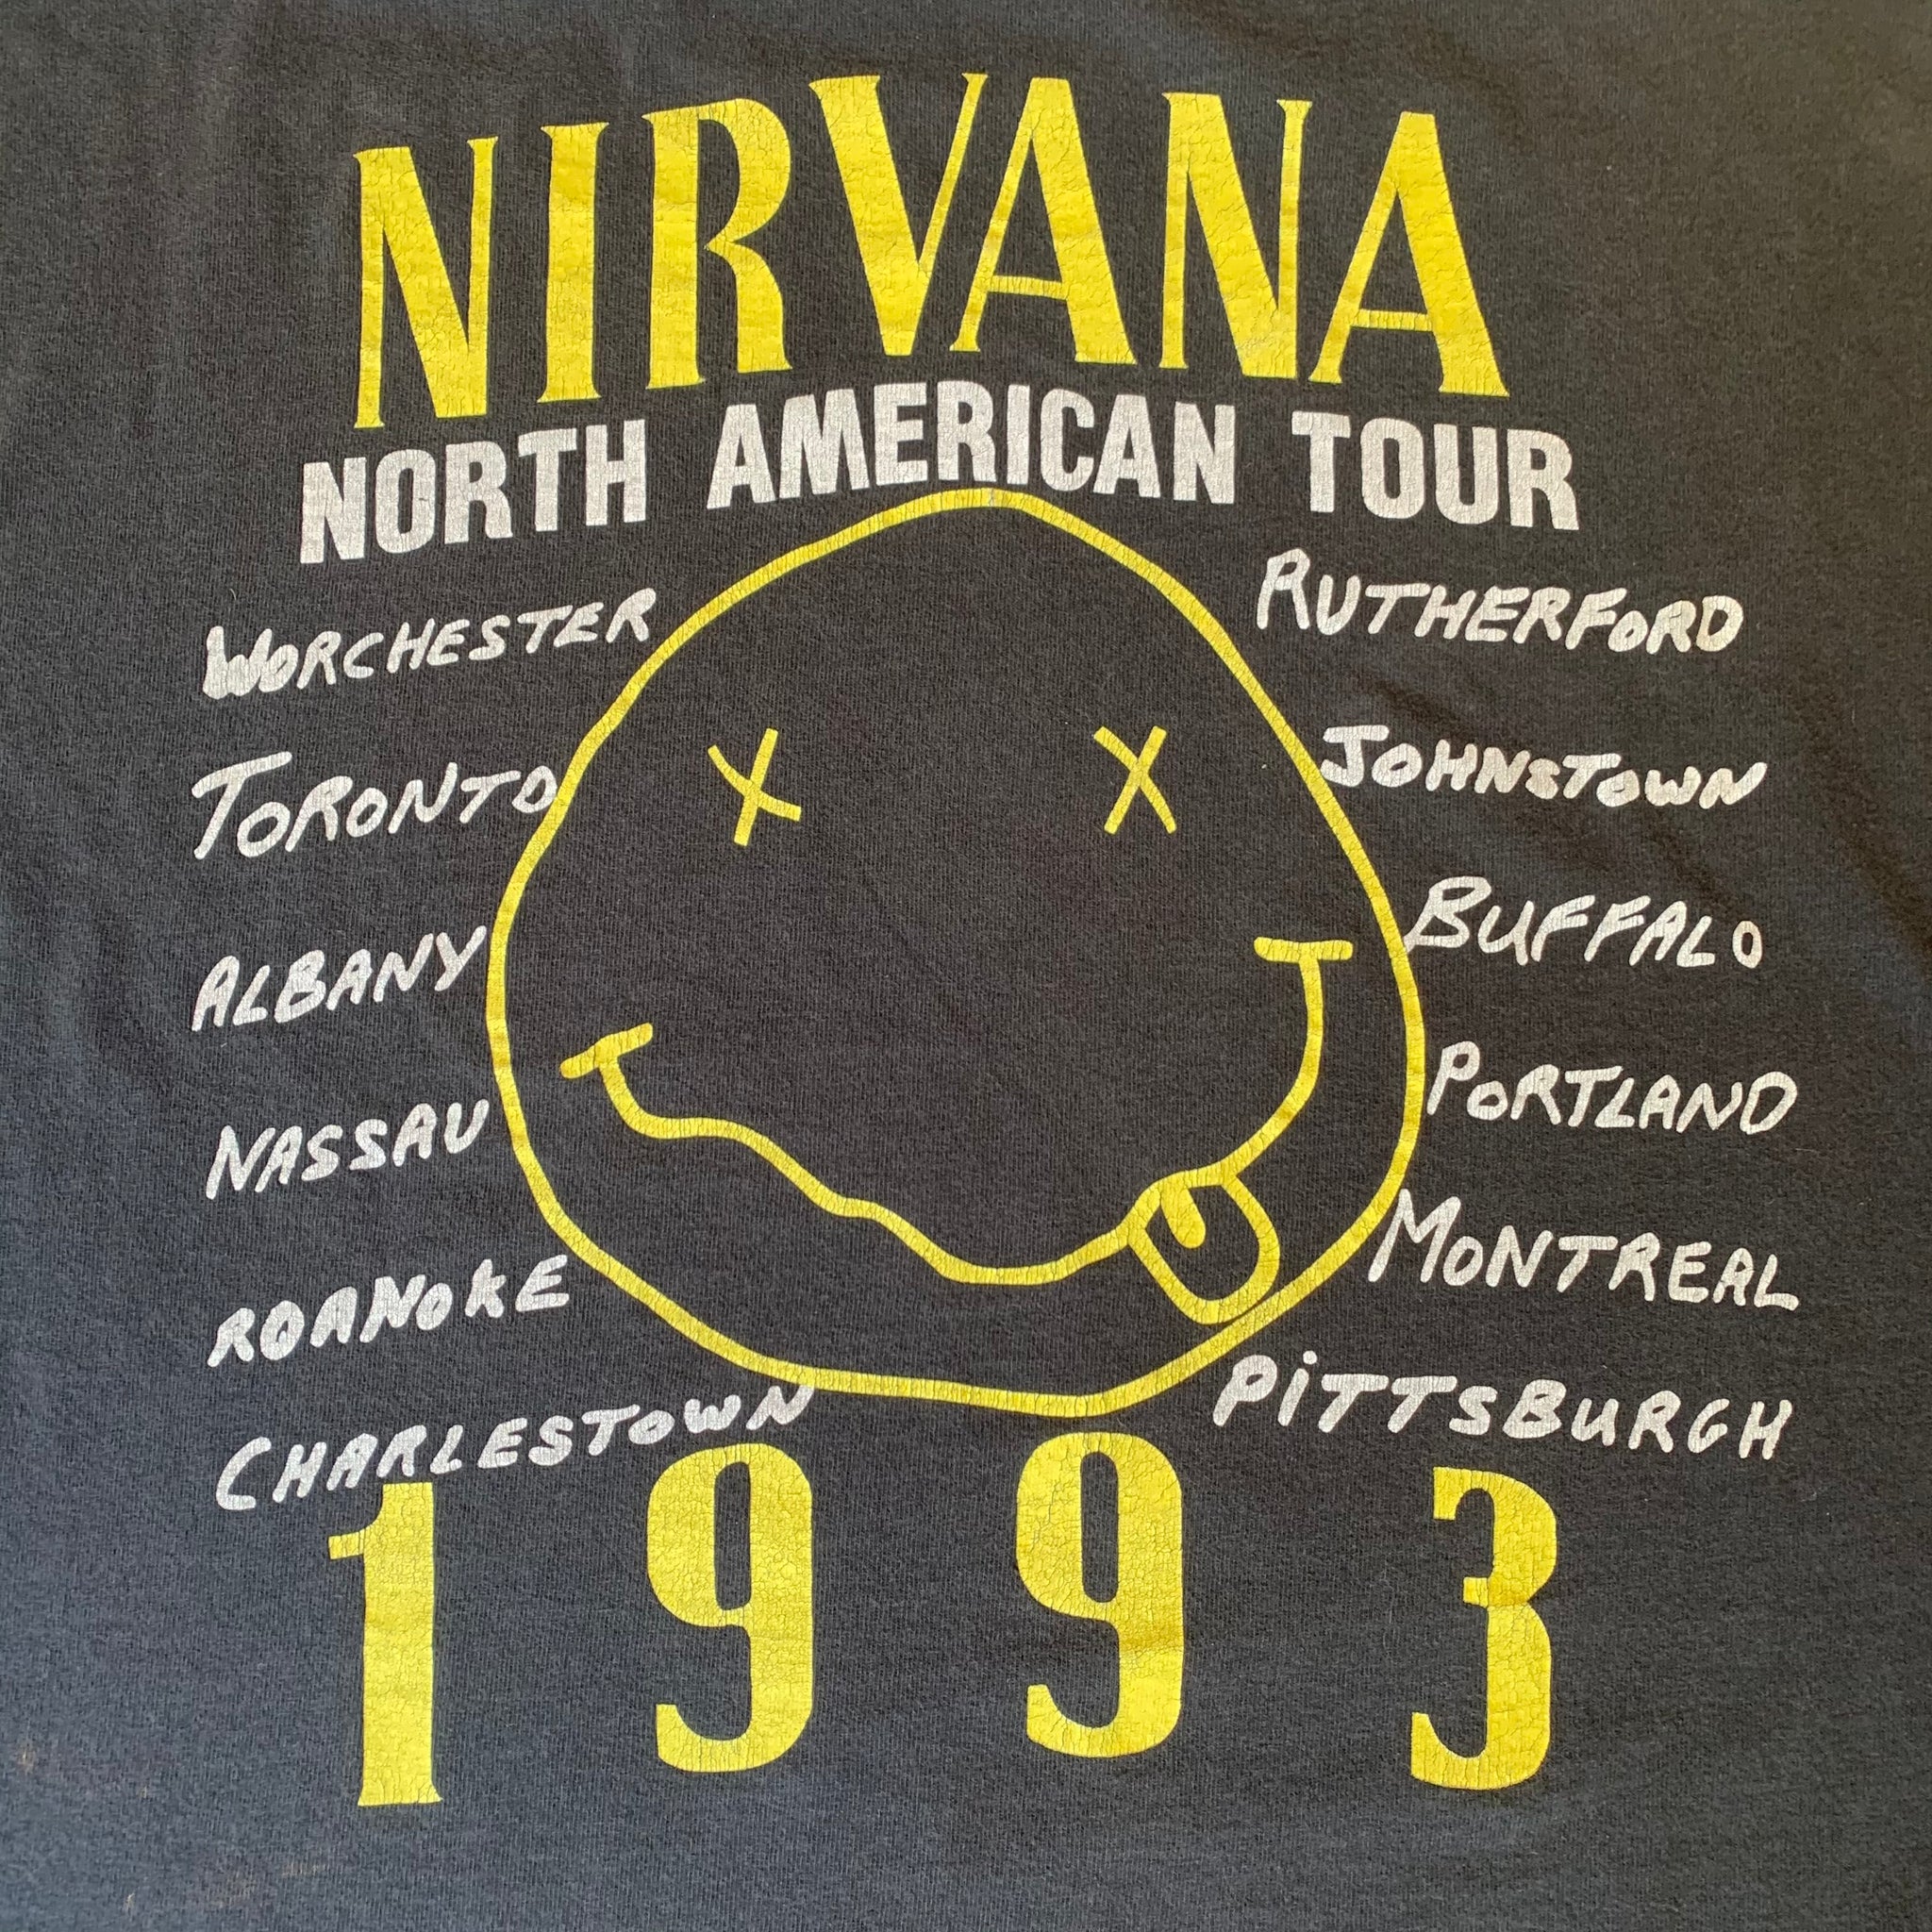 NIRVANA
NORTH AMERICAN TOUR
WORCHESTER
TORONTO
ALBANY
NASSAU
ROANOKE
CHARLESTOWN
RUTHERFORD
JOHNSTOWN
BUFFALO
PORTLAND
MONTREAL
PiTTSBURGH
1993